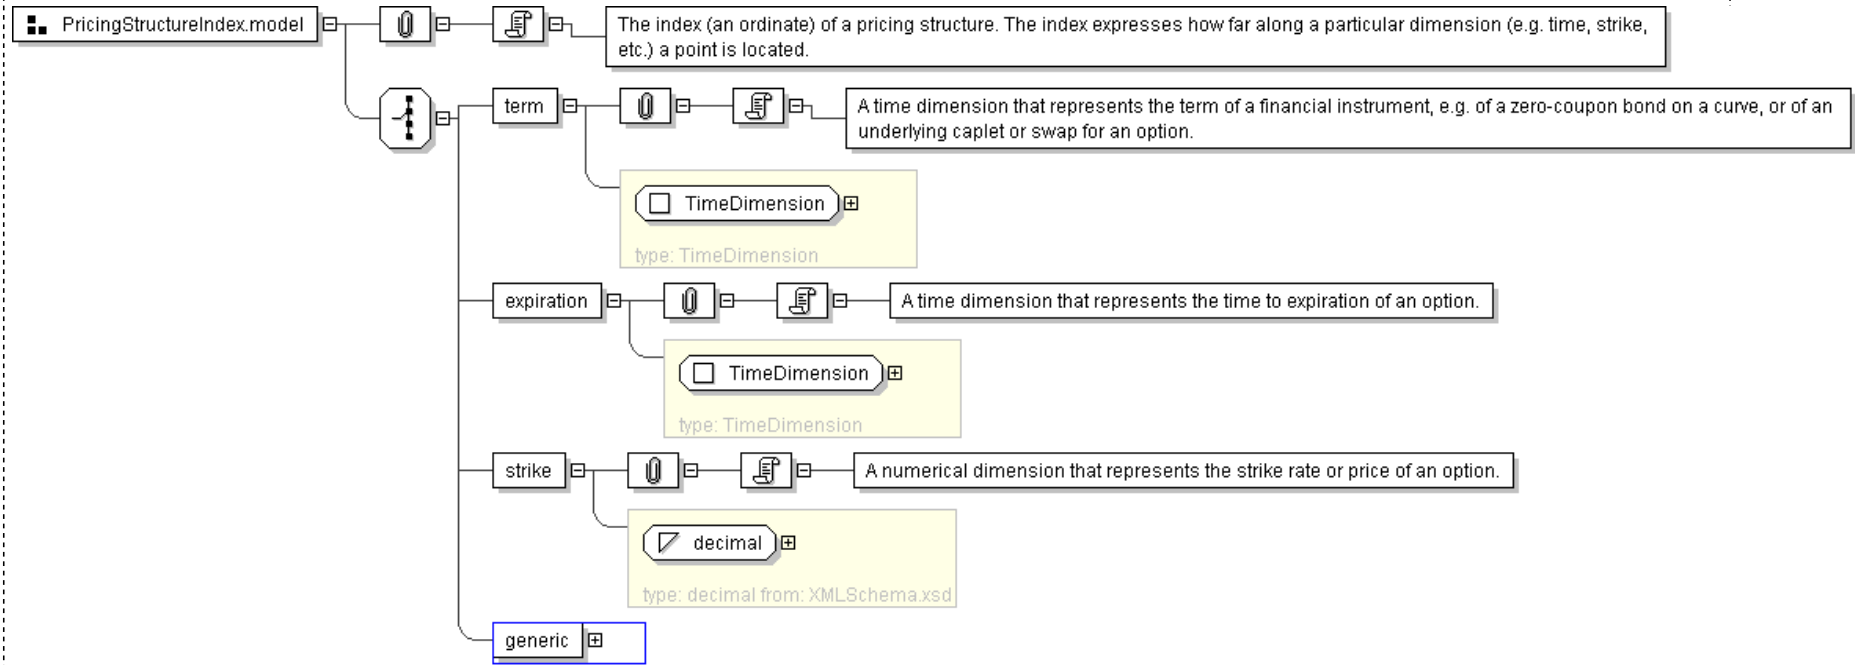 PricingStructureIndex.model
The index (an ordinate) of a pricing structure. The index expresses how far along a particular dimension (e.g. time, strike,
etc.) a point is located.
term
A time dimension that represents the term of a financial instrument, e.g. of a zero-coupon bond on a curve, or of an
underlying caplet or swap for an option.
TimeDimension
type: TimeDimension
expiration
A time dimension that represents the time to expiration of an option.
TimeDimension
type: TimeDimension
strike
A numerical dimension that represents the strike rate or price of an option.
decimal
type: decimal from: XMLSchema.xsd
generic